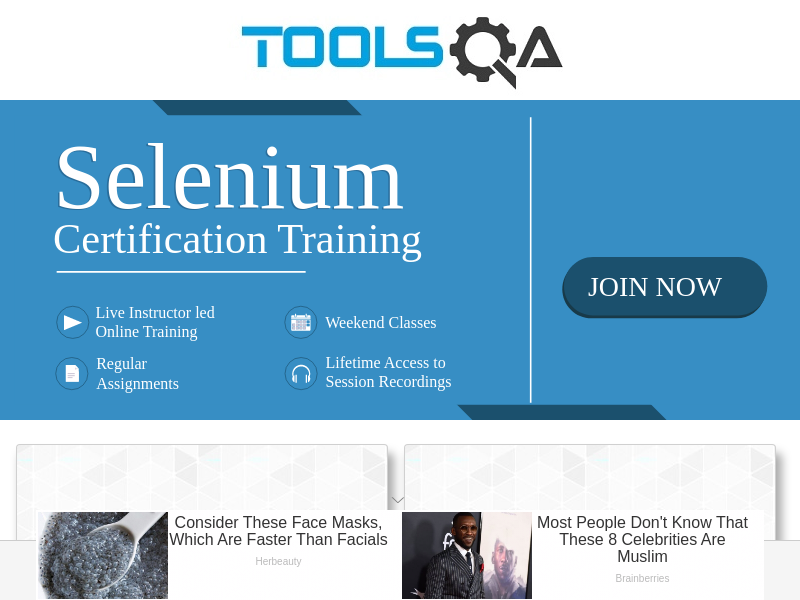 TOOLSQA
Selenium
Certification Training
Live Instructor led
Online Training
Weekend Classes
Regular
Assignments
Lifetime Access to
Session Recordings
JOIN NOW
Consider These Face Masks,
Which Are Faster Than Facials
Herbeauty
Most People Don't Know That
These 8 Celebrities Are
Muslim
Brainberries